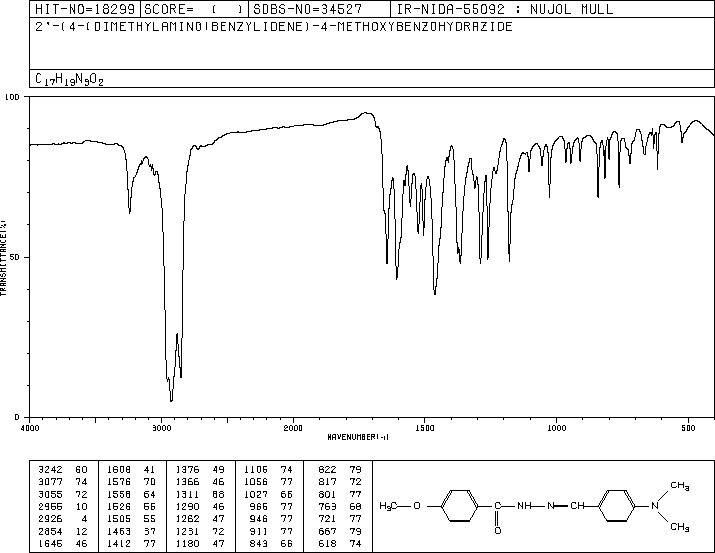 HIT-NO=18299 SCORE= ( ) SDBS-NO=34527 IR-NIDA-55092 : NUJOL MULL
2'-(4-(DIMETHYLAMINO)BENZYLIDENE)-4-METHOXYBENZOHYDRAZIDE
C17H19N3O2
100
50
0
TRANSMITTANCE(%)
4000 3000 2000 1500 1000 500
WAVENUMBER(-1)
3242 60 1608 41 1376 49 1106 74 822 79
3077 74 1576 70 1366 46 1056 77 817 72
3055 72 1558 64 1311 68 1027 66 801 77
2955 10 1526 55 1290 46 966 77 763 68
2926 4 1505 55 1262 47 946 77 721 77
2854 12 1463 37 1231 72 911 77 667 79
1646 46 1412 77 1180 47 843 66 618 74
H3C O C NH N CH N CH3
O CH3